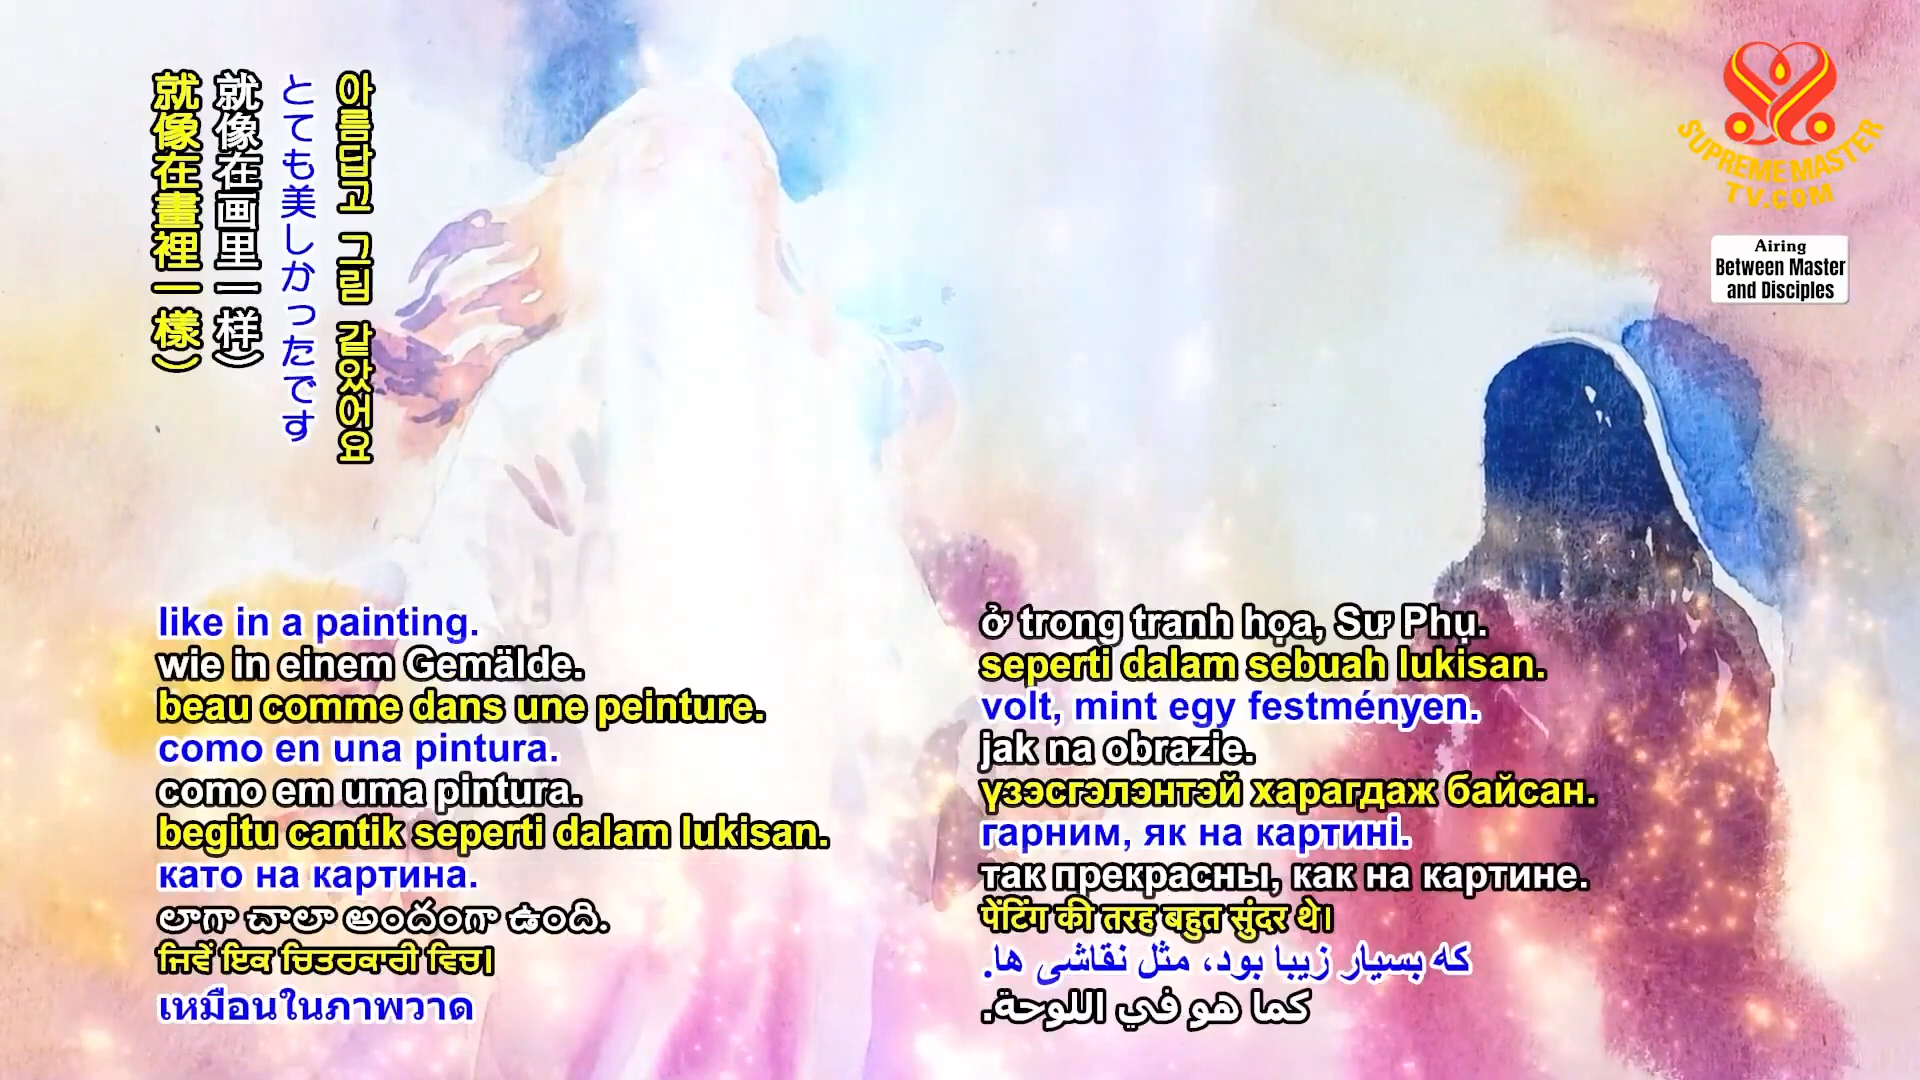 아름답고 그림 같았어요
とても美しかったです
就像在画里一样）
就像在畫裡一樣）
SUPREME MASTER
TV.COM
Airing
Between Master
and Disciples
like in a painting.
wie in einem Gemälde.
beau comme dans une peinture.
como en una pintura.
como em uma pintura.
begitu cantik seperti dalam lukisan.
като на картина.
లాగా చాలా అందంగా ఉంది.
ਜਿਵੇਂ ਇਕ ਚਿਤਰਕਾਰੀ ਵਿਚ।
เหมือนในภาพวาด
ở trong tranh họa, Sư Phụ.
seperti dalam sebuah lukisan.
volt, mint egy festményen.
jak na obrazie.
үзэсгэлэнтэй харагдаж байсан.
гарним, як на картині.
так прекрасны, как на картине.
पेंटिंग की तरह बहुत सुंदर थे।
که بسیار زیبا بود، مثل نقاشی ها.
كما هو في اللوحة.